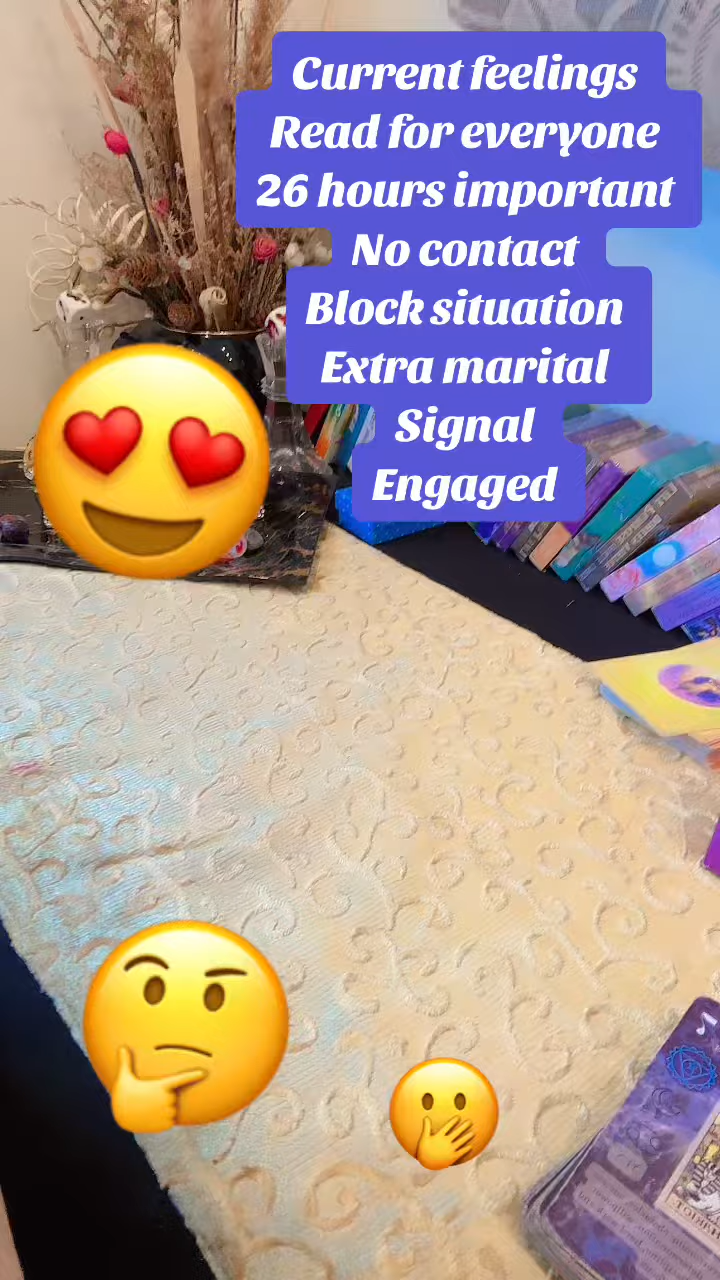 Current feelings
Read for everyone
26 hours important
No contact
Block situation
Extra marital
Signal
Engaged